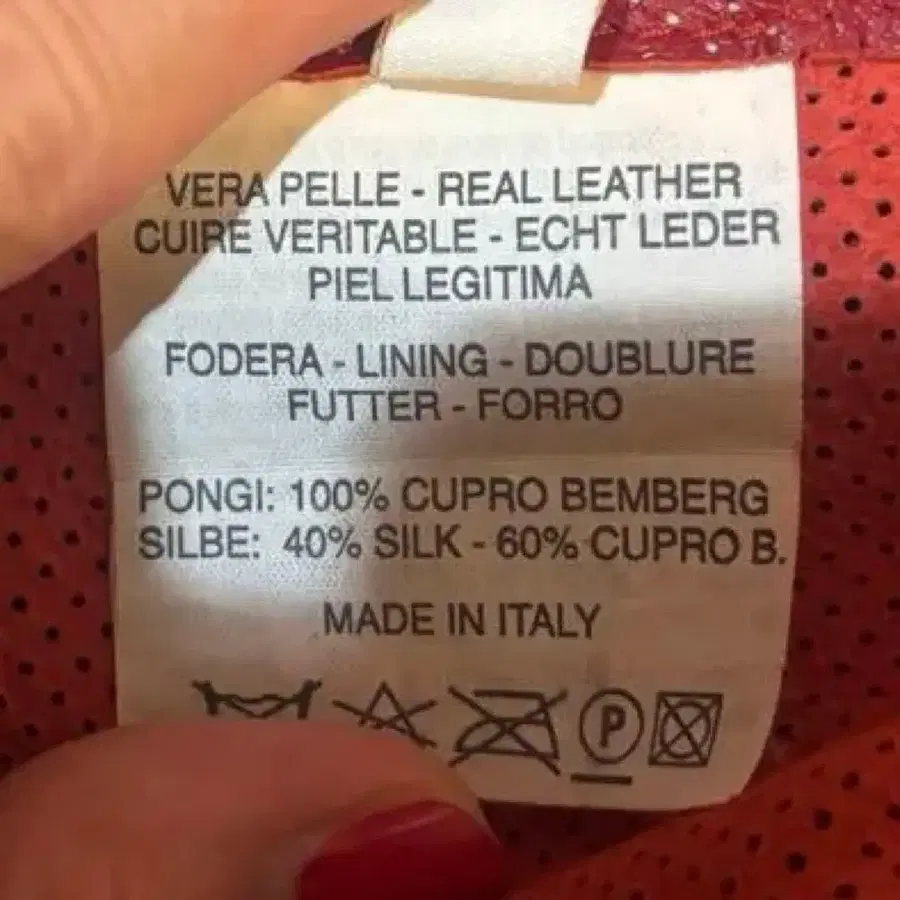 VERA PELLE - REAL LEATHER
CUIRE VERITABLE - ECHT LEDER
PIEL LEGITIMA
FODERA - LINING - DOUBLURE
FUTTER - FORRO
PONGI: 100% CUPRO BEMBERG
SILBE: 40% SILK - 60% CUPRO B.
MADE IN ITALY
P